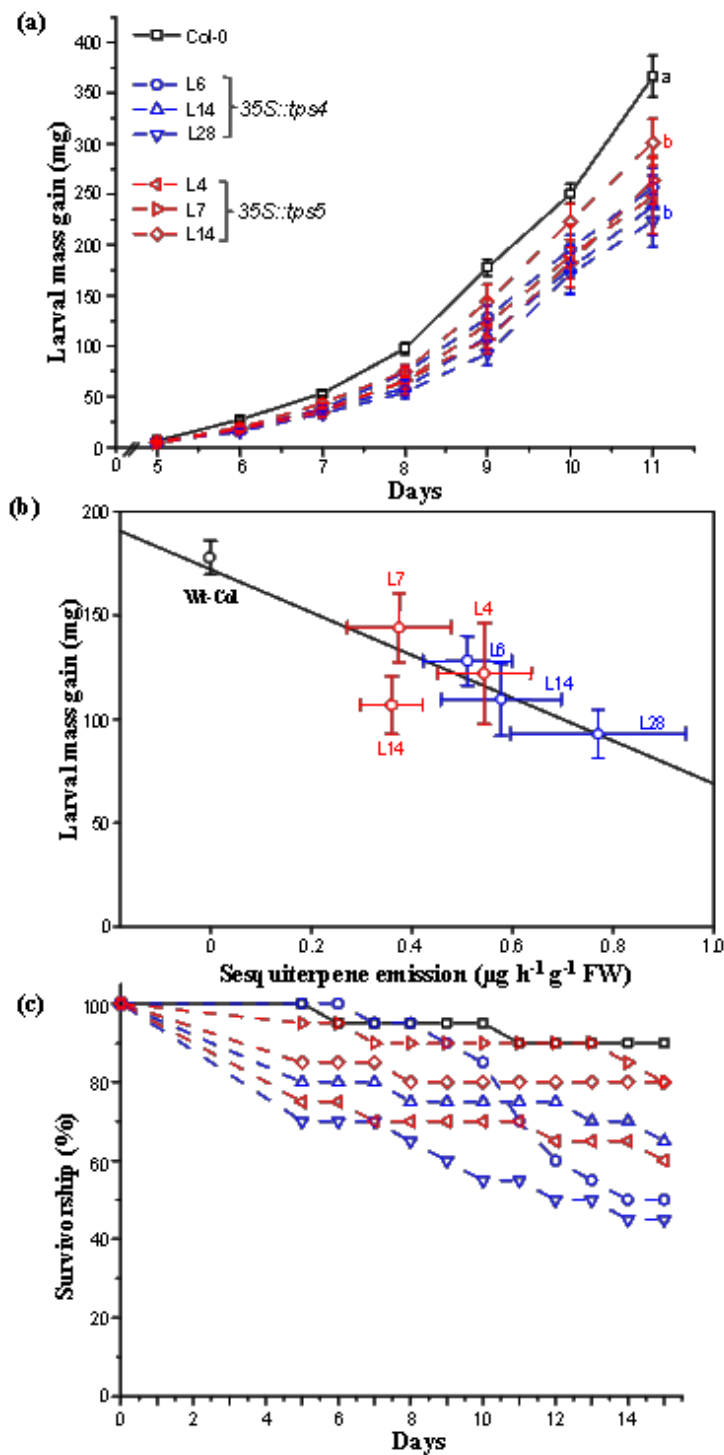 (a)
Col-0
L6
L14
L28
35S::tps4
L4
L7
L14
35S::tps5
a
b
b
400
350
300
250
200
150
100
50
0
0 5 6 7 8 9 10 11
Larval mass gain (mg)
Days
(b)
200
150
100
50
0
Wt-Col
L7
L4
L6
L14
L14
L28
0 0.2 0.4 0.6 0.8 1.0
Larval mass gain (mg)
Sesquiterpene emission (µg h-1 g-1 FW)
(c)
100
80
60
40
20
0
0 2 4 6 8 10 12 14
Survivorship (%)
Days